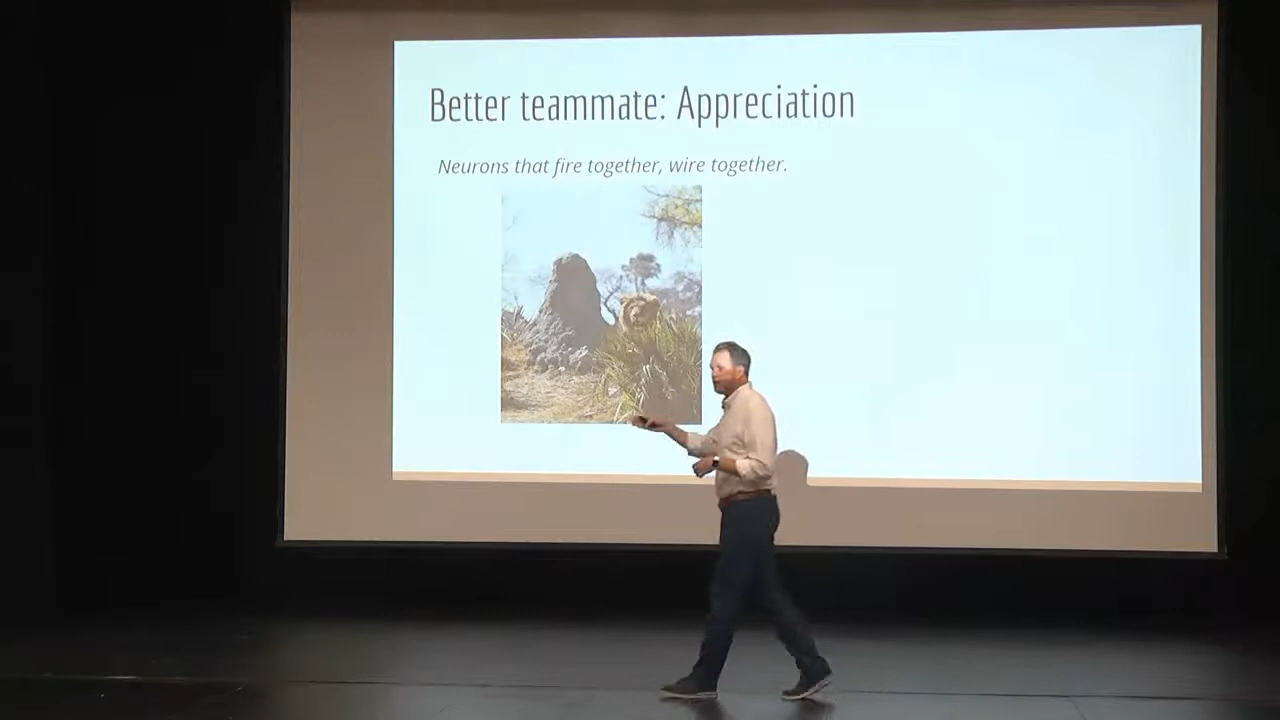 Better teammate: Appreciation
Neurons that fire together, wire together.